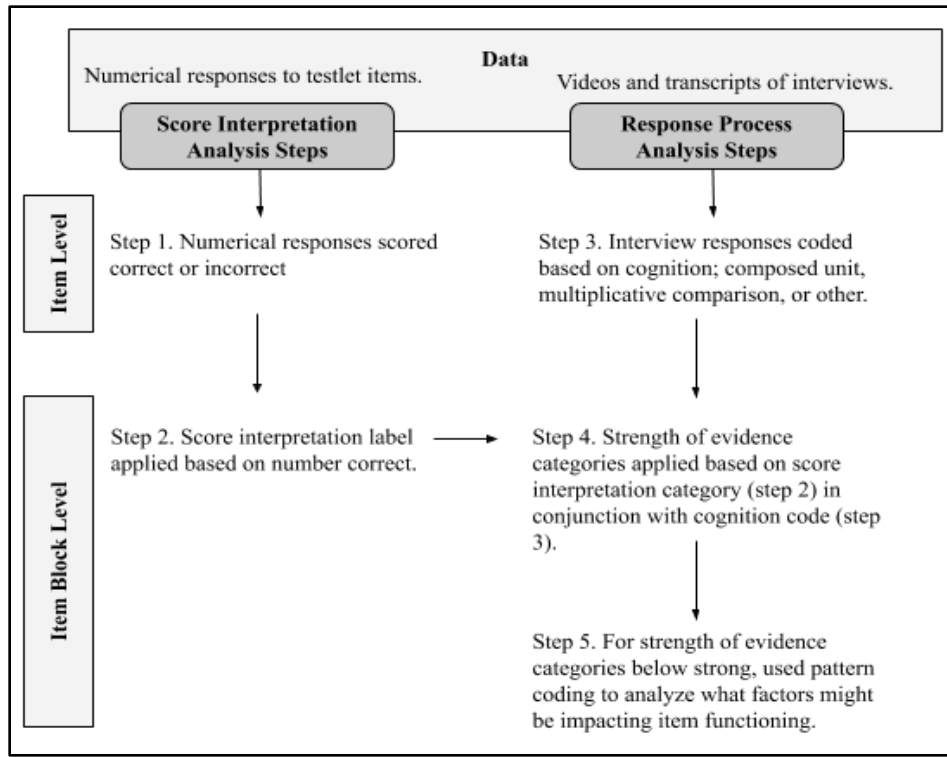 Data
Numerical responses to testlet items.
Videos and transcripts of interviews.
Score Interpretation
Analysis Steps
Response Process
Analysis Steps
Item Level
Step 1. Numerical responses scored
correct or incorrect
Step 3. Interview responses coded
based on cognition; composed unit,
multiplicative comparison, or other.
Item Block Level
Step 2. Score interpretation label
applied based on number correct.
Step 4. Strength of evidence
categories applied based on score
interpretation category (step 2) in
conjunction with cognition code (step
3).
Step 5. For strength of evidence
categories below strong, used pattern
coding to analyze what factors might
be impacting item functioning.